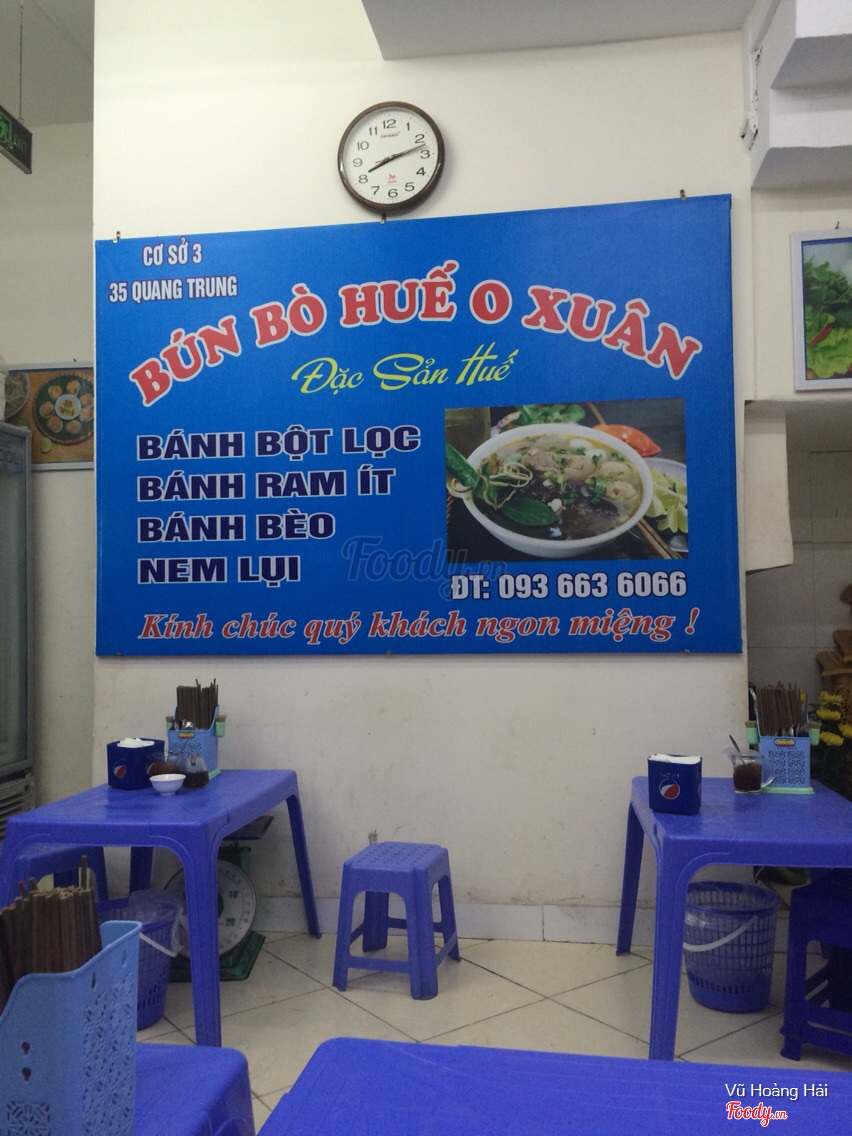 CƠ SỞ 3
35 QUANG TRUNG
BÚN BÒ HUẾ O XUÂN
Đặc Sản Huế
BÁNH BỘT LỌC
BÁNH RAM ÍT
BÁNH BÈO
NEM LỤI
Foody.vn
ĐT: 093 663 6066
Kính chúc quý khách ngon miệng !
Vũ Hoàng Hải
Foody.vn